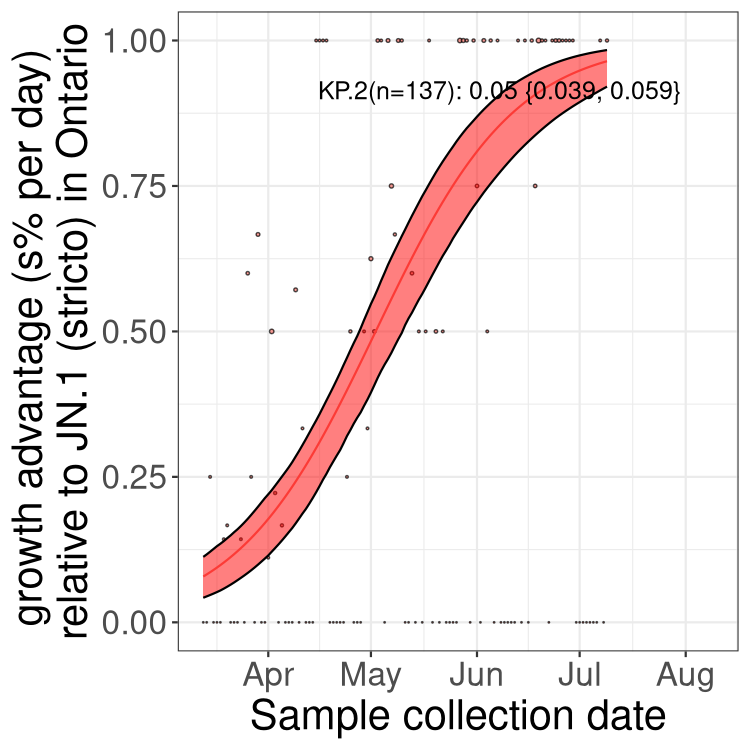 growth advantage (s% per day)
relative to JN.1 (stricto) in Ontario
1.00
0.75
0.50
0.25
0.00
KP.2(n=137): 0.05 {0.039, 0.059}
Apr May Jun Jul Aug
Sample collection date